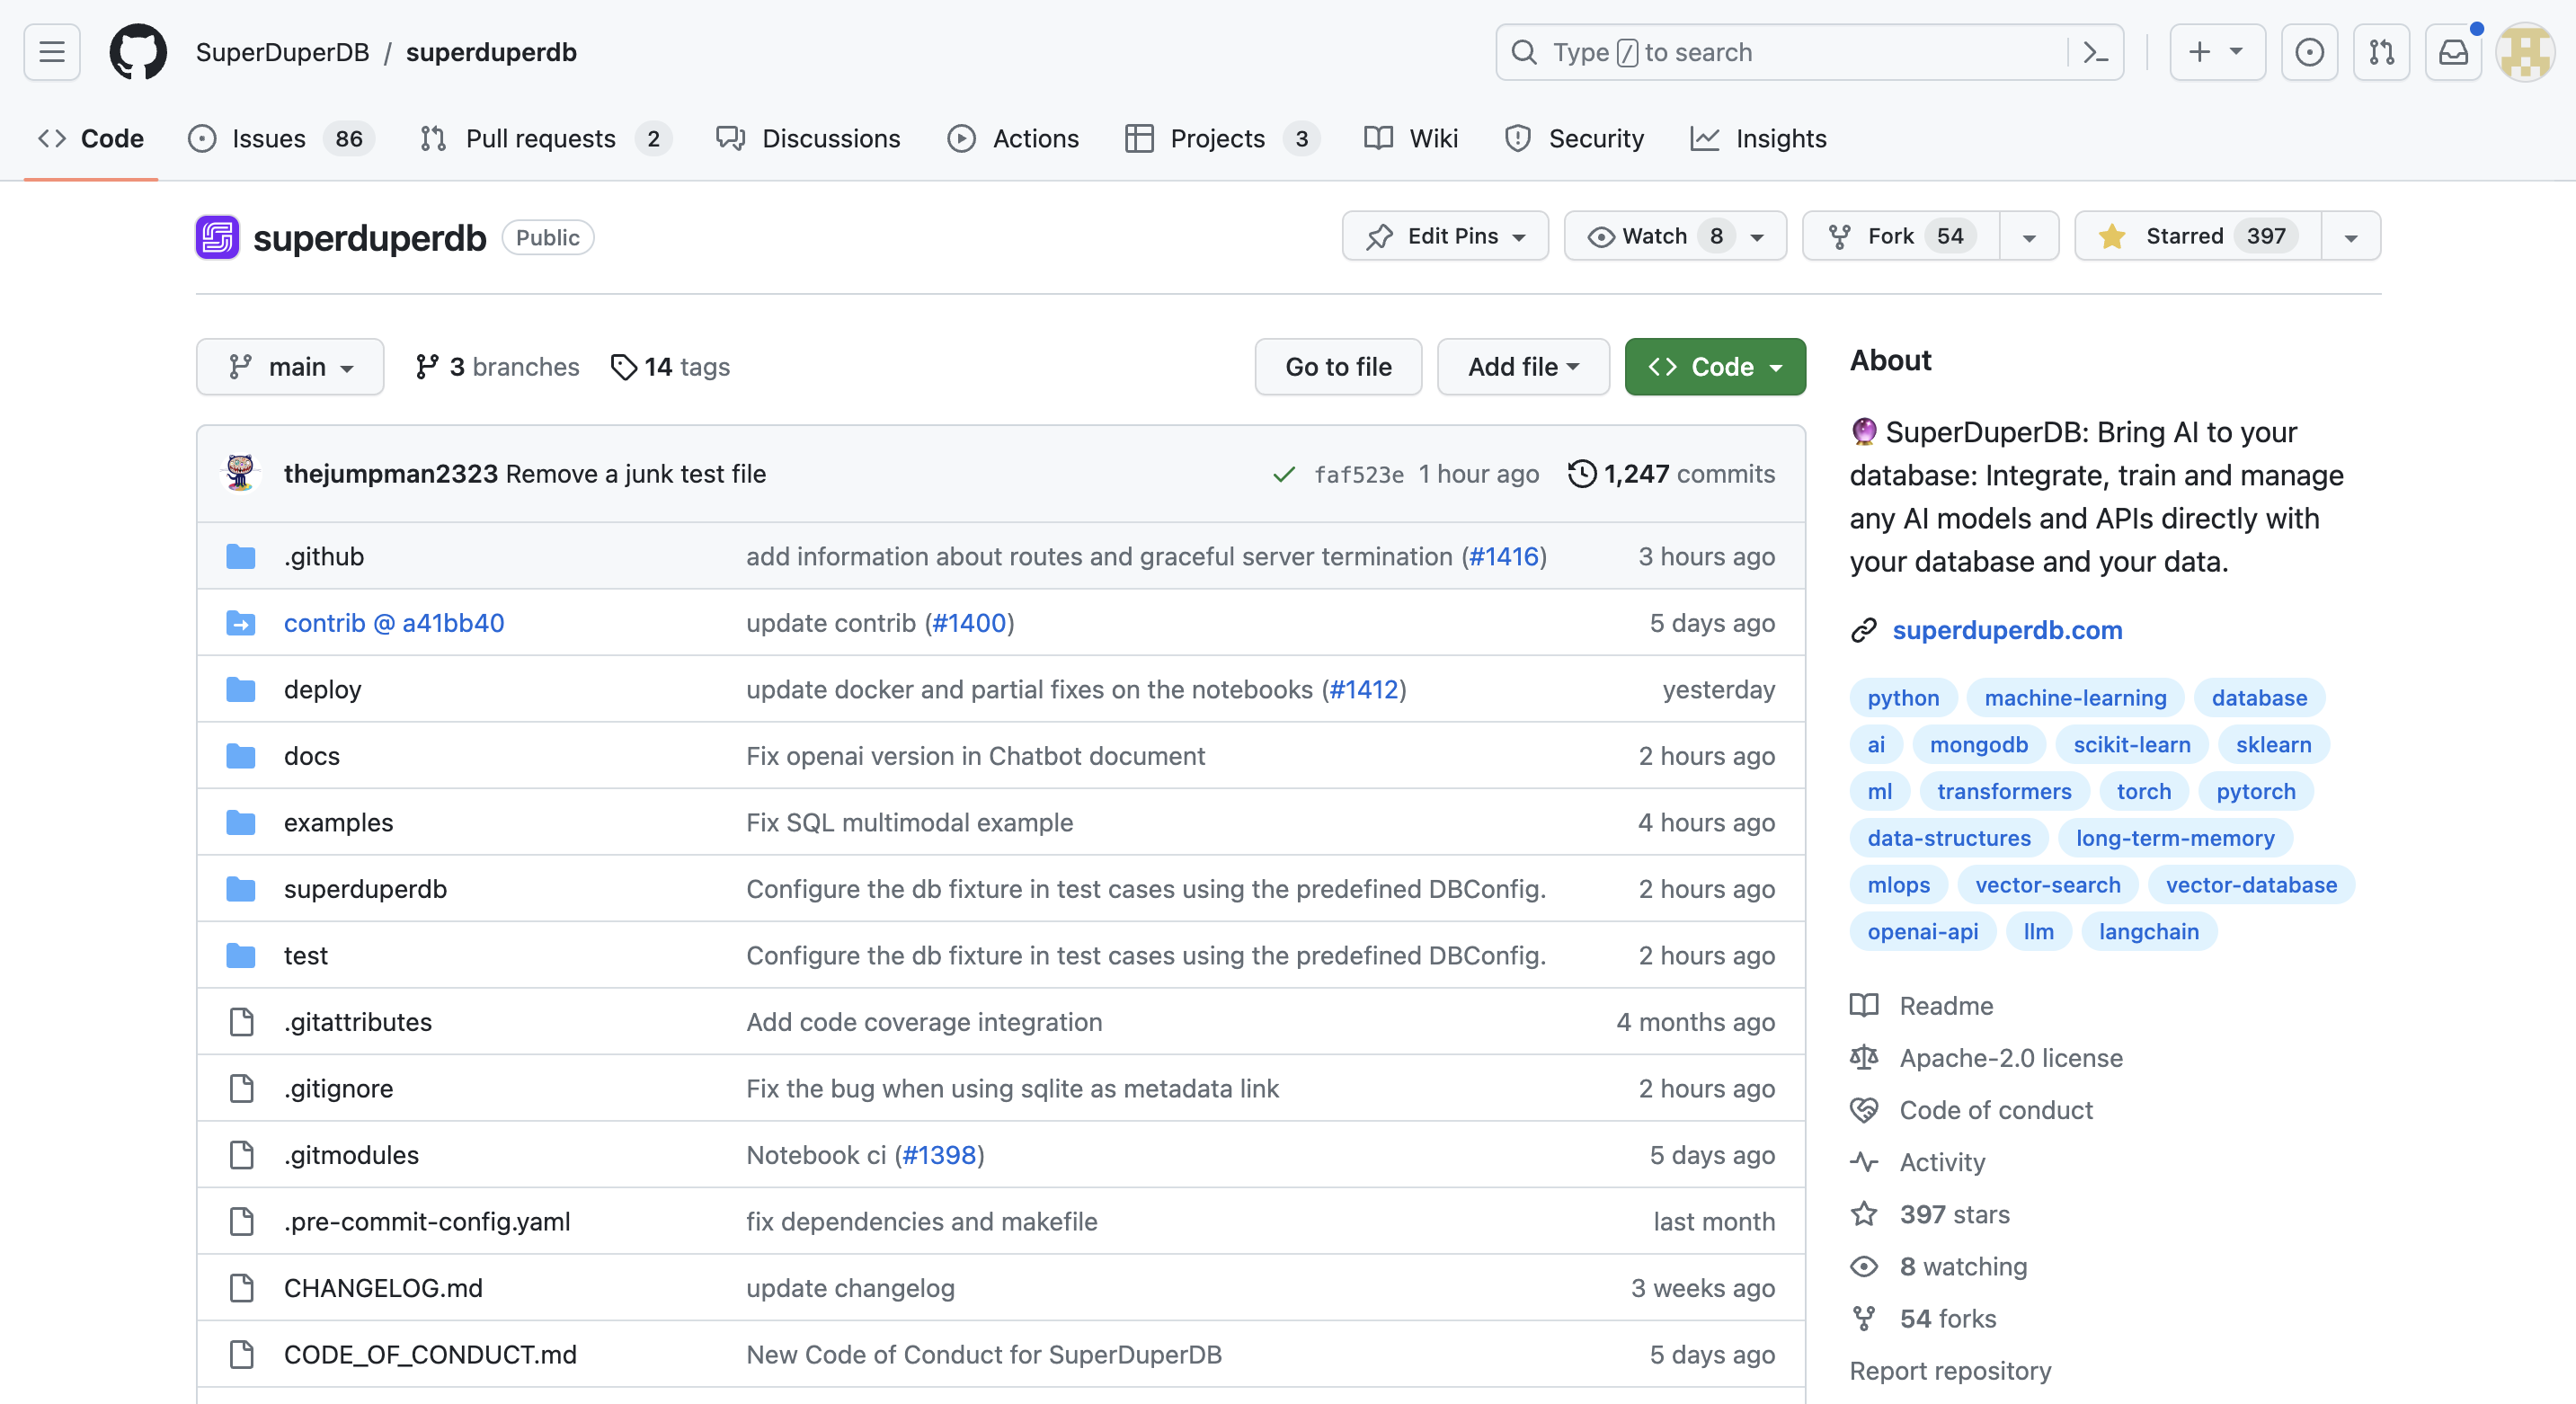 SuperDuperDB / superduperdb
Type / to search
Code
Issues 86
Pull requests 2
Discussions
Actions
Projects 3
Wiki
Security
Insights
superduperdb Public
Edit Pins
Watch 8
Fork 54
Starred 397
main
3 branches
14 tags
Go to file
Add file
Code
thejumpman2323 Remove a junk test file faf523e 1 hour ago 1,247 commits
.github add information about routes and graceful server termination (#1416) 3 hours ago
contrib @ a41bb40 update contrib (#1400) 5 days ago
deploy update docker and partial fixes on the notebooks (#1412) yesterday
docs Fix openai version in Chatbot document 2 hours ago
examples Fix SQL multimodal example 4 hours ago
superduperdb Configure the db fixture in test cases using the predefined DBConfig. 2 hours ago
test Configure the db fixture in test cases using the predefined DBConfig. 2 hours ago
.gitattributes Add code coverage integration 4 months ago
.gitignore Fix the bug when using sqlite as metadata link 2 hours ago
.gitmodules Notebook ci (#1398) 5 days ago
.pre-commit-config.yaml fix dependencies and makefile last month
CHANGELOG.md update changelog 3 weeks ago
CODE_OF_CONDUCT.md New Code of Conduct for SuperDuperDB 5 days ago
About
🔮 SuperDuperDB: Bring AI to your
database: Integrate, train and manage
any AI models and APIs directly with
your database and your data.
superduperdb.com
python machine-learning database
ai mongodb scikit-learn sklearn
ml transformers torch pytorch
data-structures long-term-memory
mlops vector-search vector-database
openai-api llm langchain
Readme
Apache-2.0 license
Code of conduct
Activity
397 stars
8 watching
54 forks
Report repository